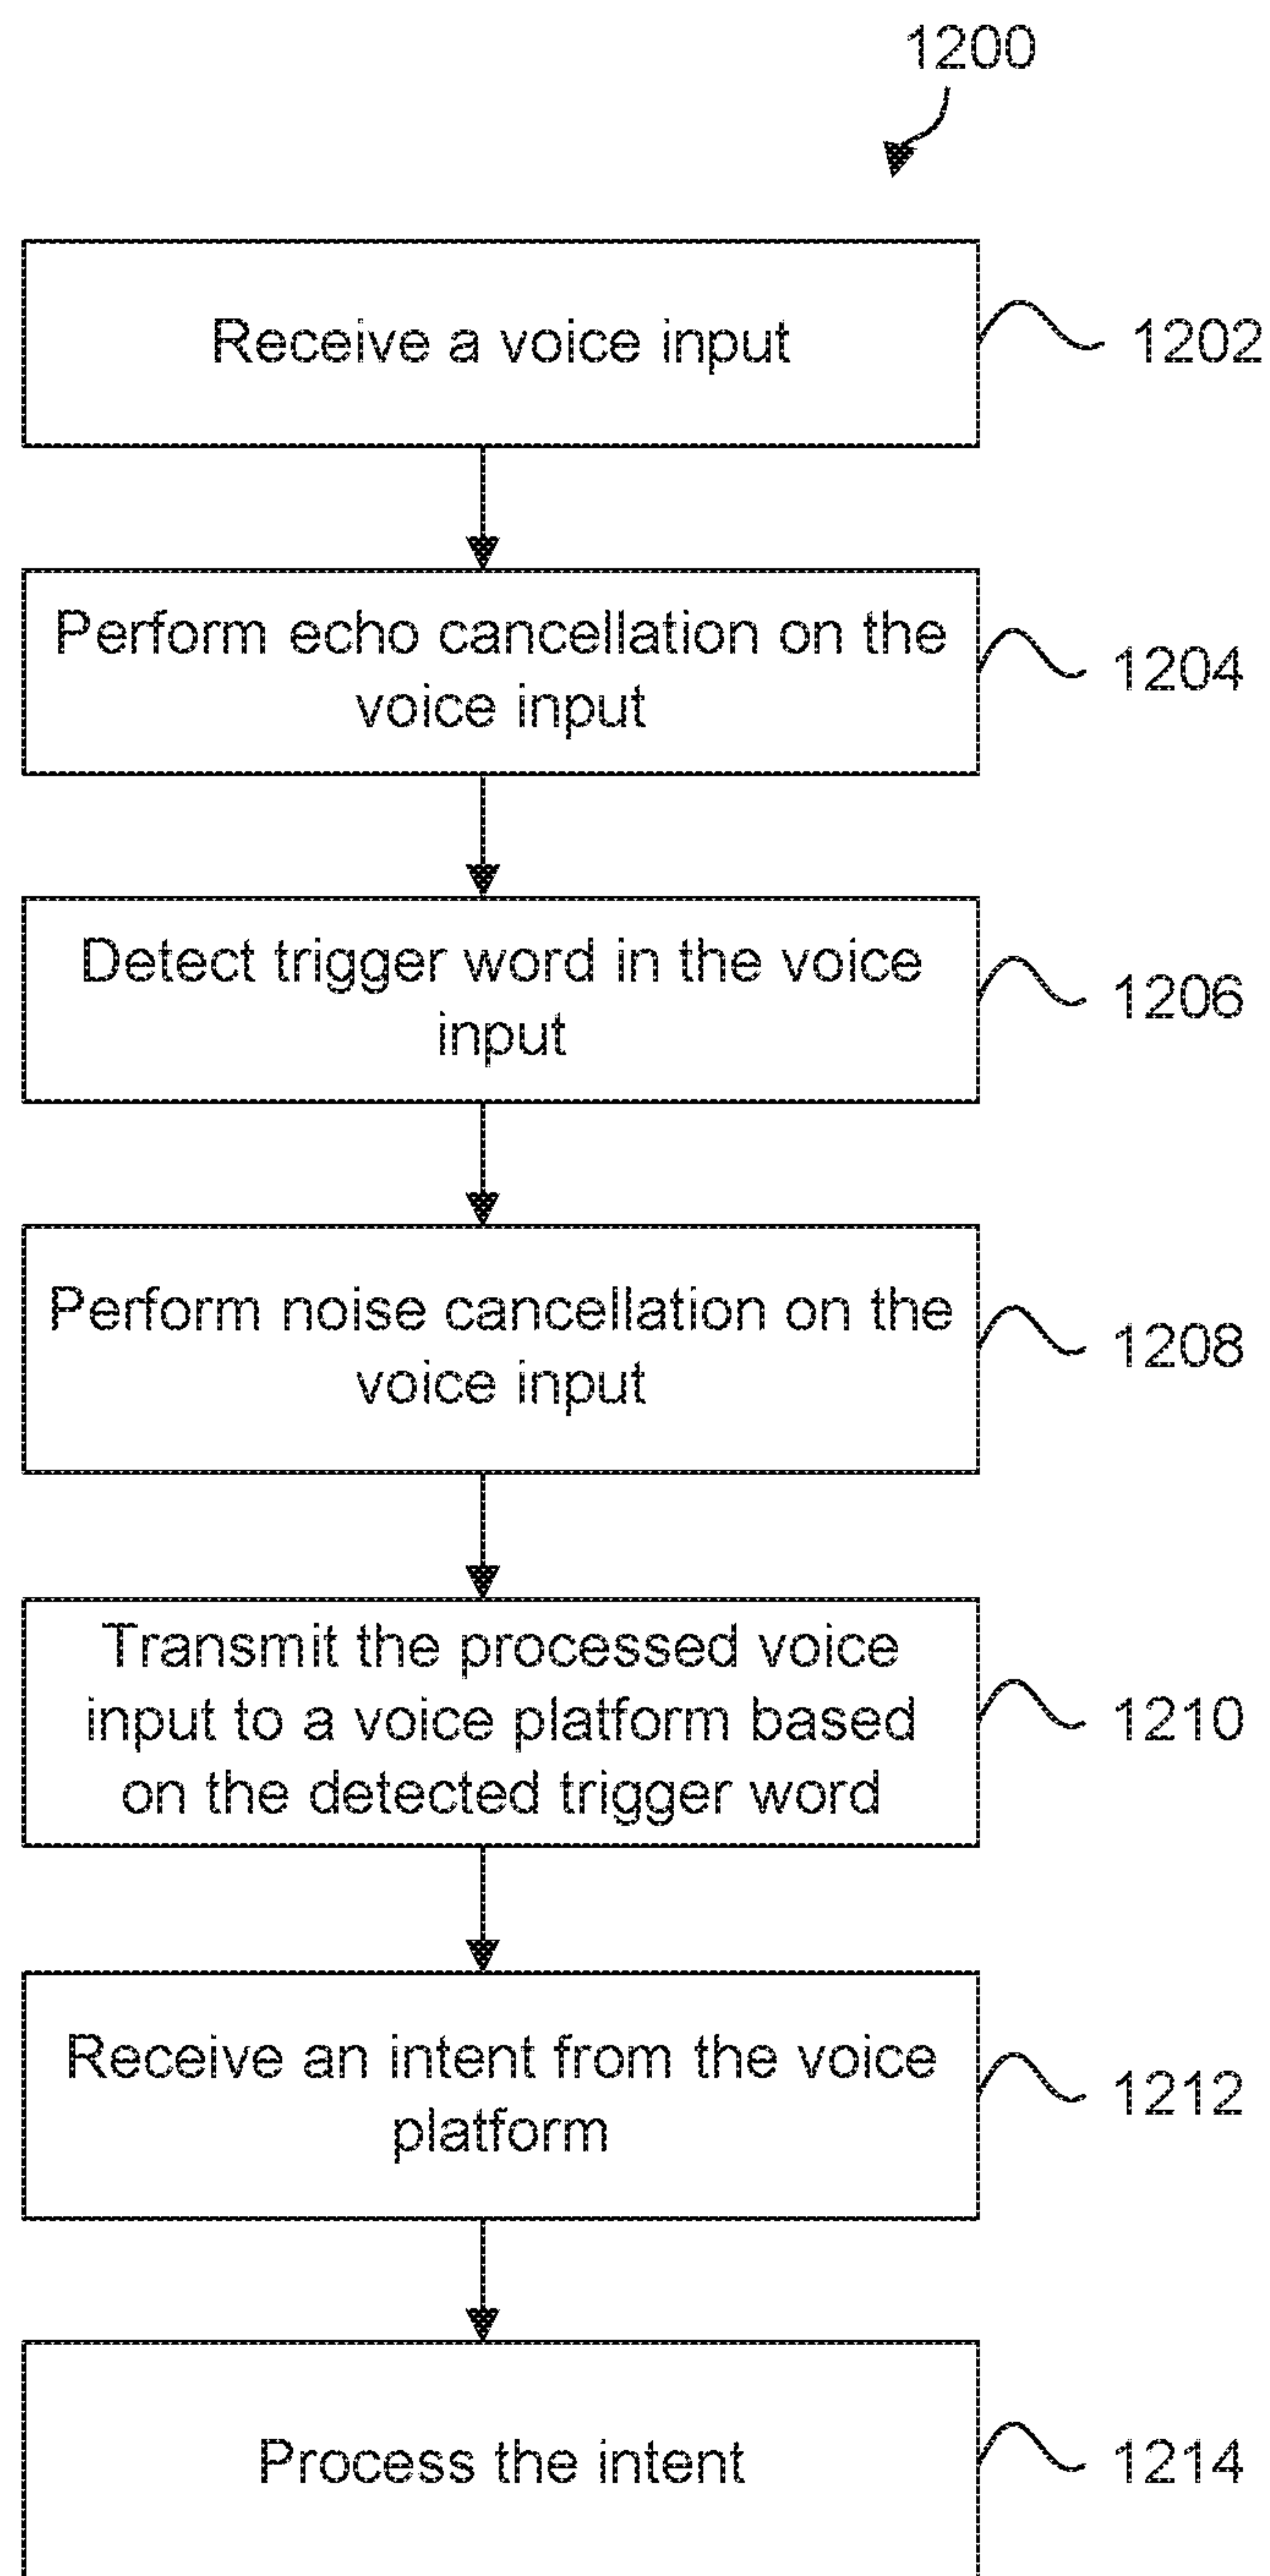 1200
Receive a voice input
1202
Perform echo cancellation on the
voice input
1204
Detect trigger word in the voice
input
1206
Perform noise cancellation on the
voice input
1208
Transmit the processed voice
input to a voice platform based
on the detected trigger word
1210
Receive an intent from the voice
platform
1212
Process the intent
1214